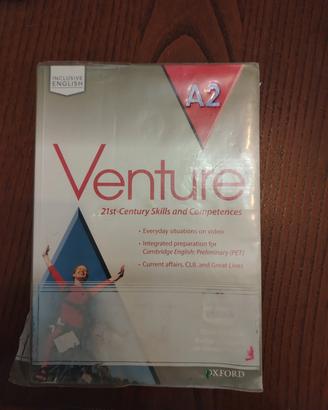 INCLUSIVE
ENGLISH
A2
Venture
21st-Century Skills and Competences
• Everyday situations on video
• Integrated preparation for
Cambridge English: Preliminary (PET)
• Current affairs, CLIL and Great Lives
OXFORD